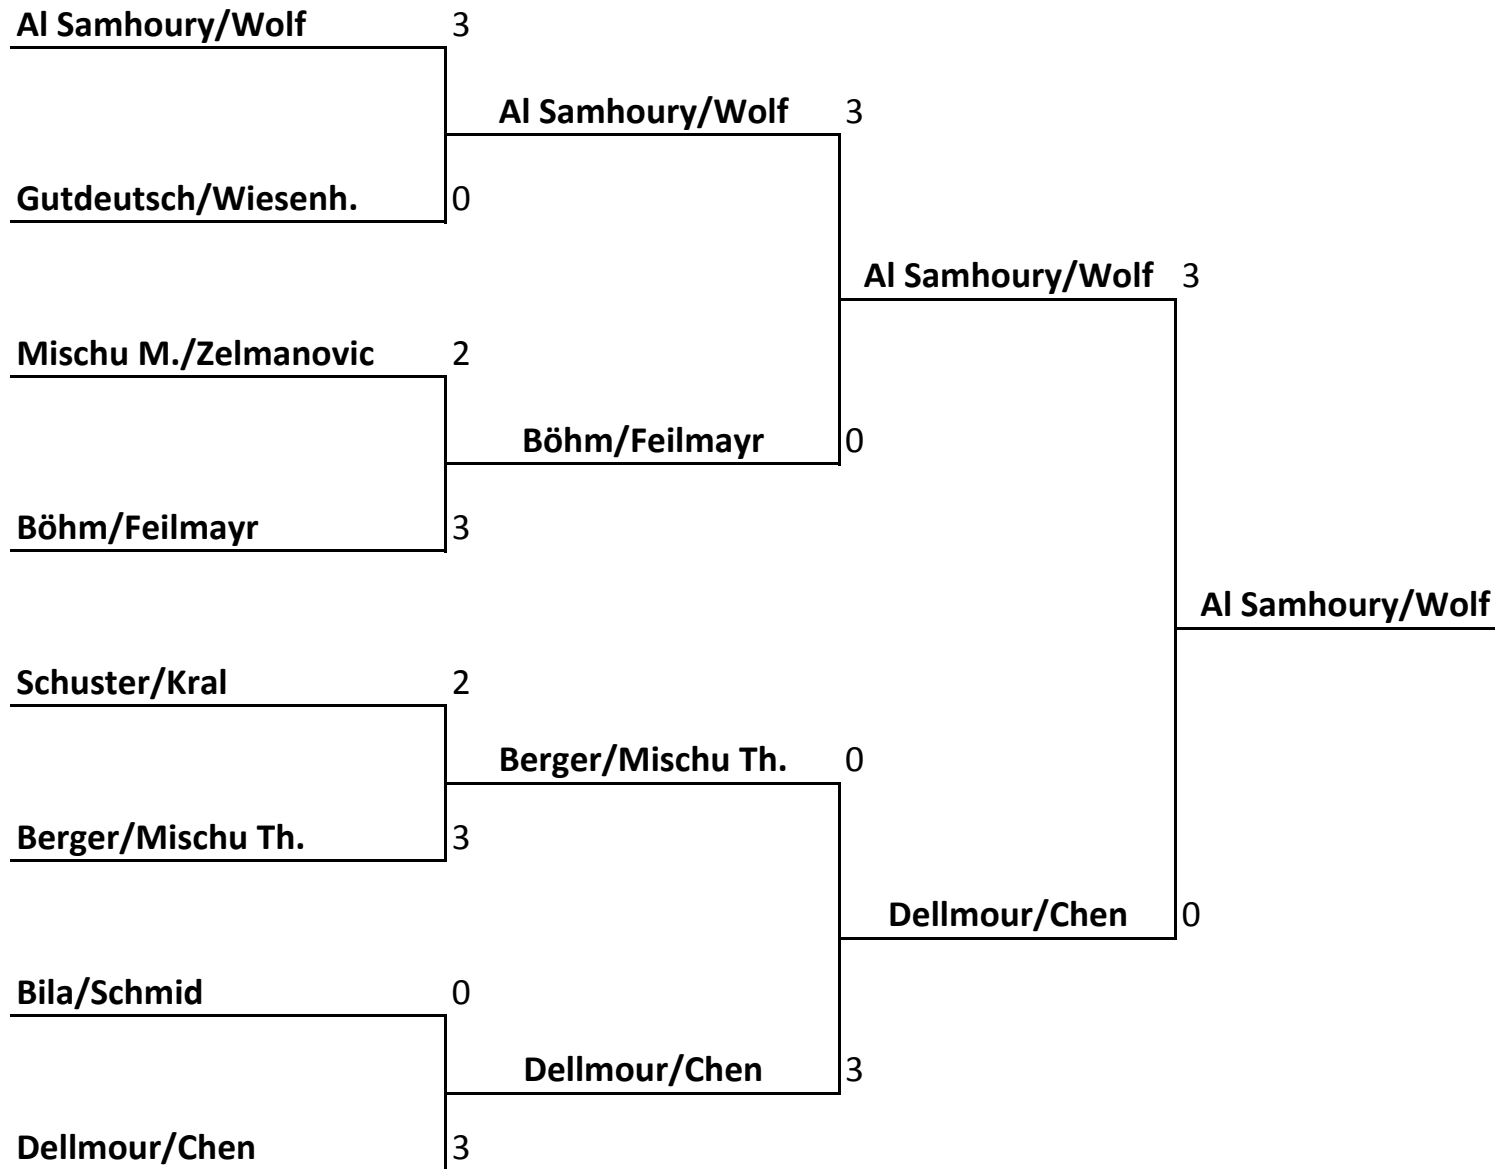 Al Samhoury/Wolf 3
Al Samhoury/Wolf 3
Gutdeutsch/Wiesenh. 0
Al Samhoury/Wolf 3
Mischu M./Zelmanovic 2
Böhm/Feilmayr 0
Böhm/Feilmayr 3
Al Samhoury/Wolf
Schuster/Kral 2
Berger/Mischu Th. 0
Berger/Mischu Th. 3
Dellmour/Chen 0
Bila/Schmid 0
Dellmour/Chen 3
Dellmour/Chen 3